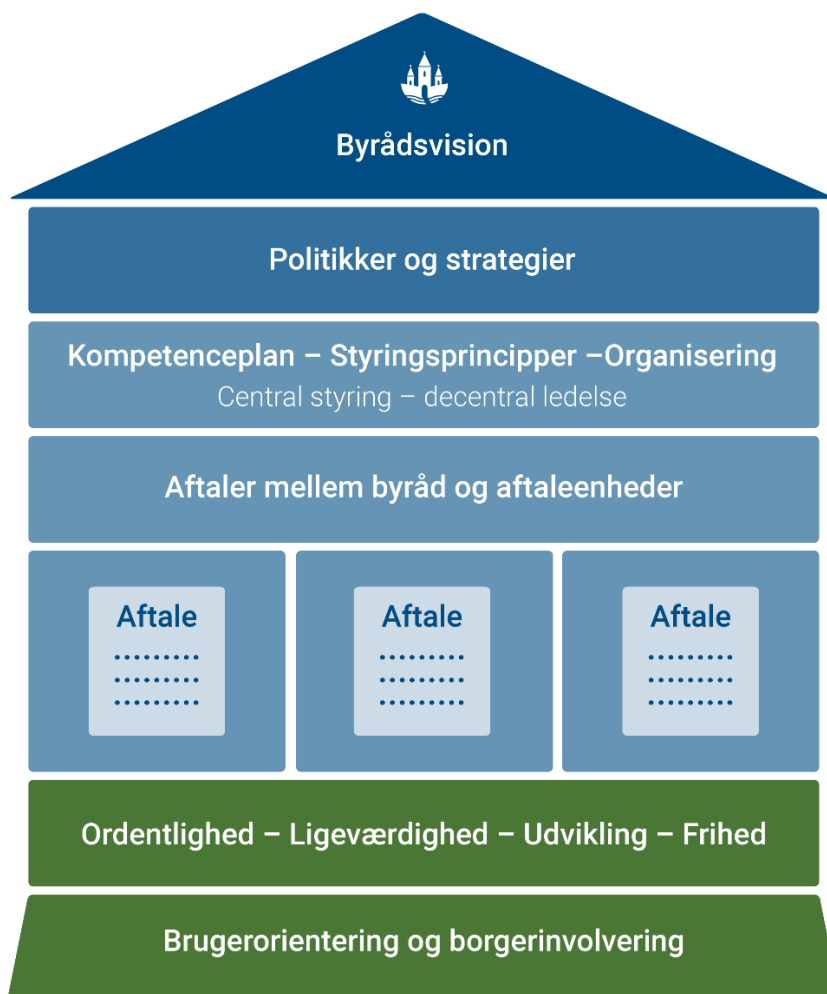 Byrådsvision
Politikker og strategier
Kompetenceplan – Styringsprincipper –Organisering
Central styring – decentral ledelse
Aftaler mellem byråd og aftaleenheder
Aftale
Aftale
Aftale
Ordentlighed – Ligeværdighed – Udvikling – Frihed
Brugerorientering og borgerinvolvering